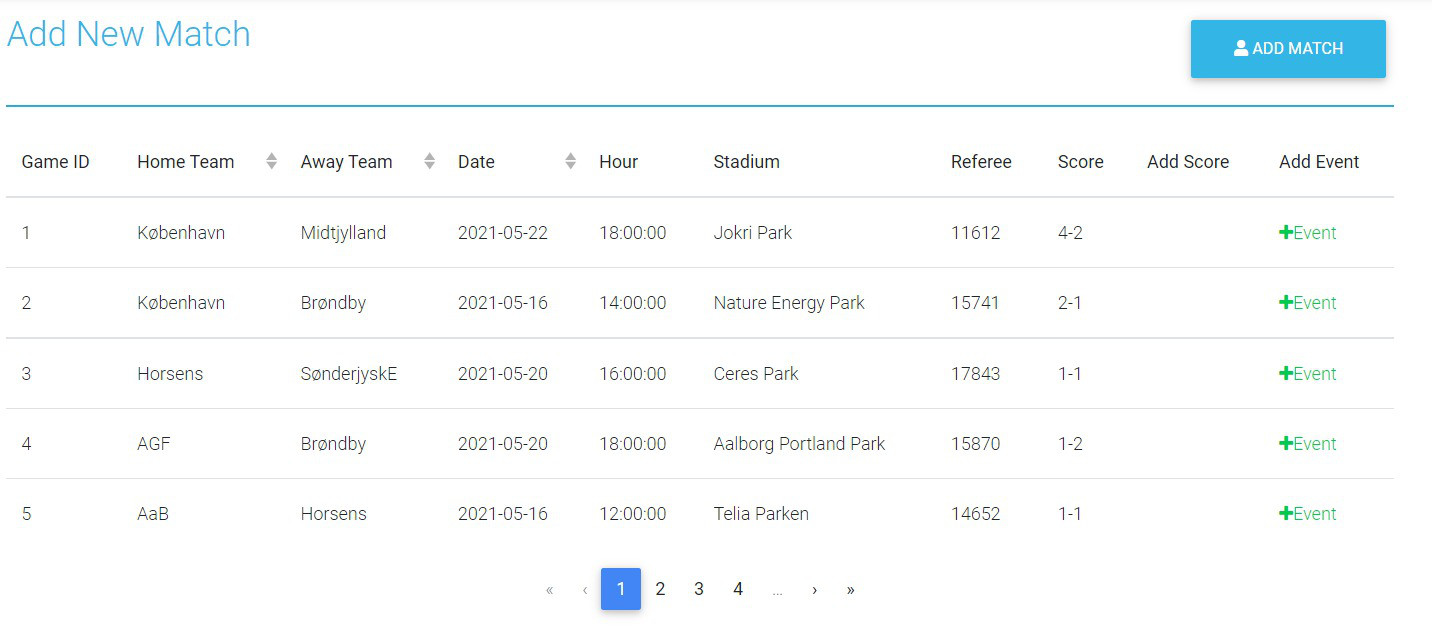 Add New Match
ADD MATCH
Game ID Home Team Away Team Date Hour Stadium Referee Score Add Score Add Event
1 København Midtjylland 2021-05-22 18:00:00 Jokri Park 11612 4-2 +Event
2 København Brøndby 2021-05-16 14:00:00 Nature Energy Park 15741 2-1 +Event
3 Horsens SønderjyskE 2021-05-20 16:00:00 Ceres Park 17843 1-1 +Event
4 AGF Brøndby 2021-05-20 18:00:00 Aalborg Portland Park 15870 1-2 +Event
5 AaB Horsens 2021-05-16 12:00:00 Telia Parken 14652 1-1 +Event
« ‹ 1 2 3 4 ... › »